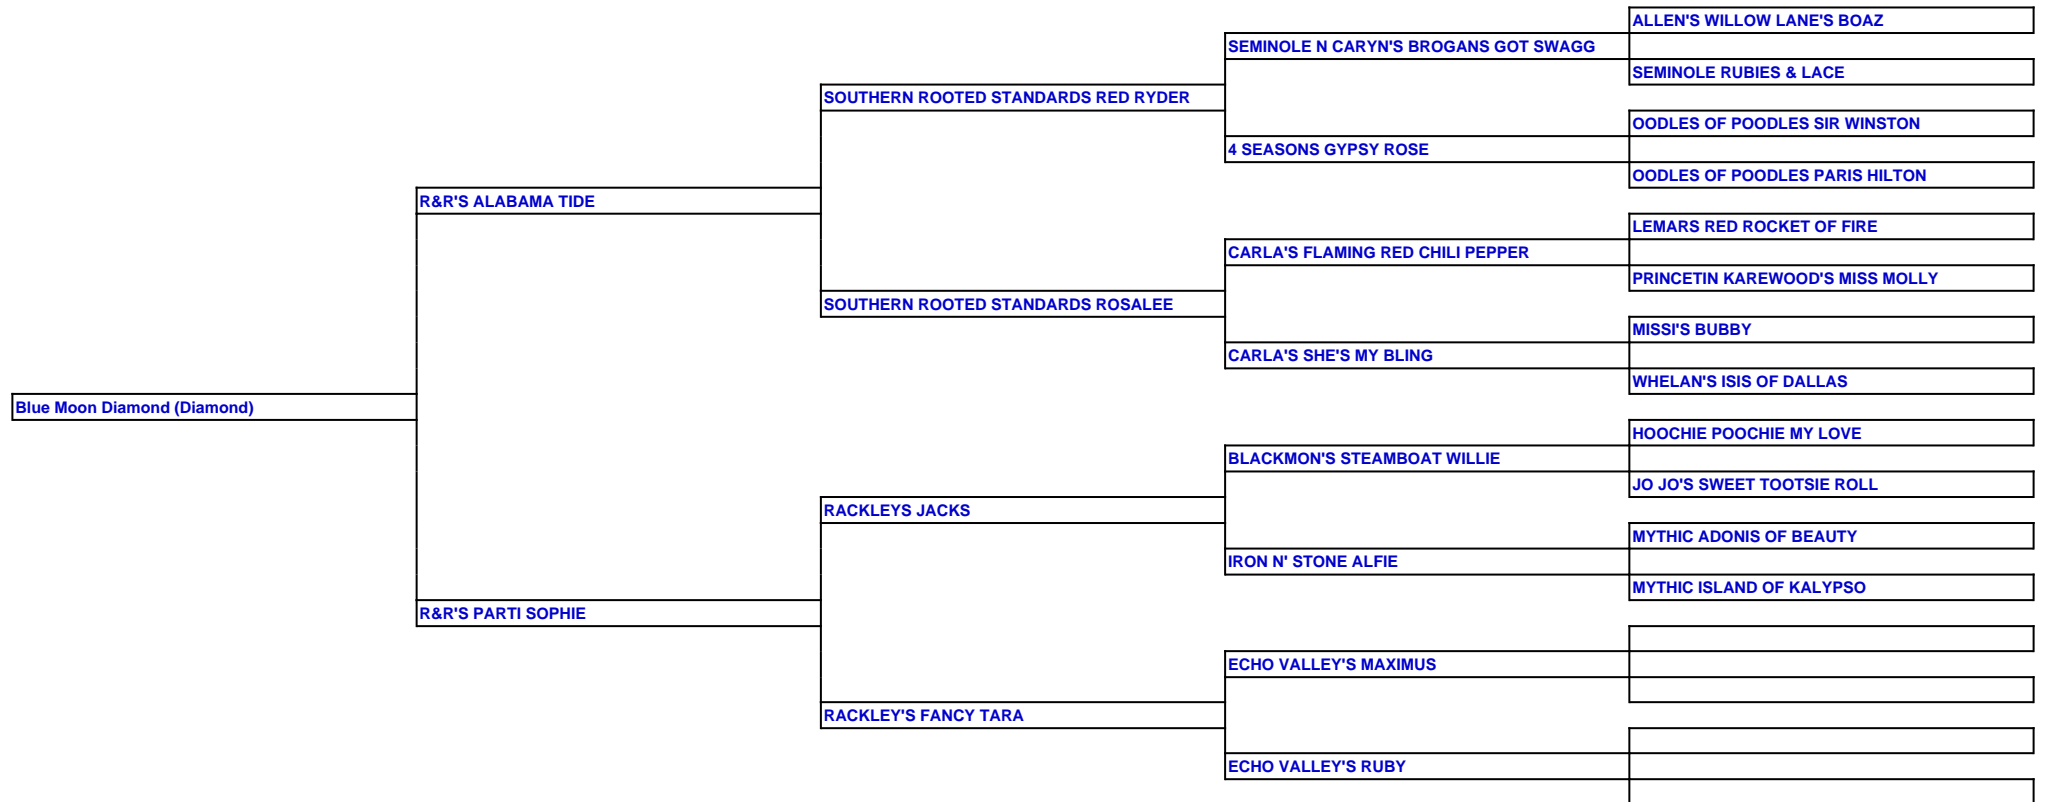 ALLEN'S WILLOW LANE'S BOAZ
SEMINOLE N CARYN'S BROGANS GOT SWAGG
SEMINOLE RUBIES & LACE
SOUTHERN ROOTED STANDARDS RED RYDER
OODLES OF POODLES SIR WINSTON
4 SEASONS GYPSY ROSE
OODLES OF POODLES PARIS HILTON
R&R'S ALABAMA TIDE
LEMARS RED ROCKET OF FIRE
CARLA'S FLAMING RED CHILI PEPPER
PRINCETIN KAREWOOD'S MISS MOLLY
SOUTHERN ROOTED STANDARDS ROSALEE
MISSI'S BUBBY
CARLA'S SHE'S MY BLING
WHELAN'S ISIS OF DALLAS
Blue Moon Diamond (Diamond)
HOOCHIE POOCHIE MY LOVE
BLACKMON'S STEAMBOAT WILLIE
JO JO'S SWEET TOOTSIE ROLL
RACKLEYS JACKS
MYTHIC ADONIS OF BEAUTY
IRON N' STONE ALFIE
MYTHIC ISLAND OF KALYPSO
R&R'S PARTI SOPHIE
ECHO VALLEY'S MAXIMUS
RACKLEY'S FANCY TARA
ECHO VALLEY'S RUBY